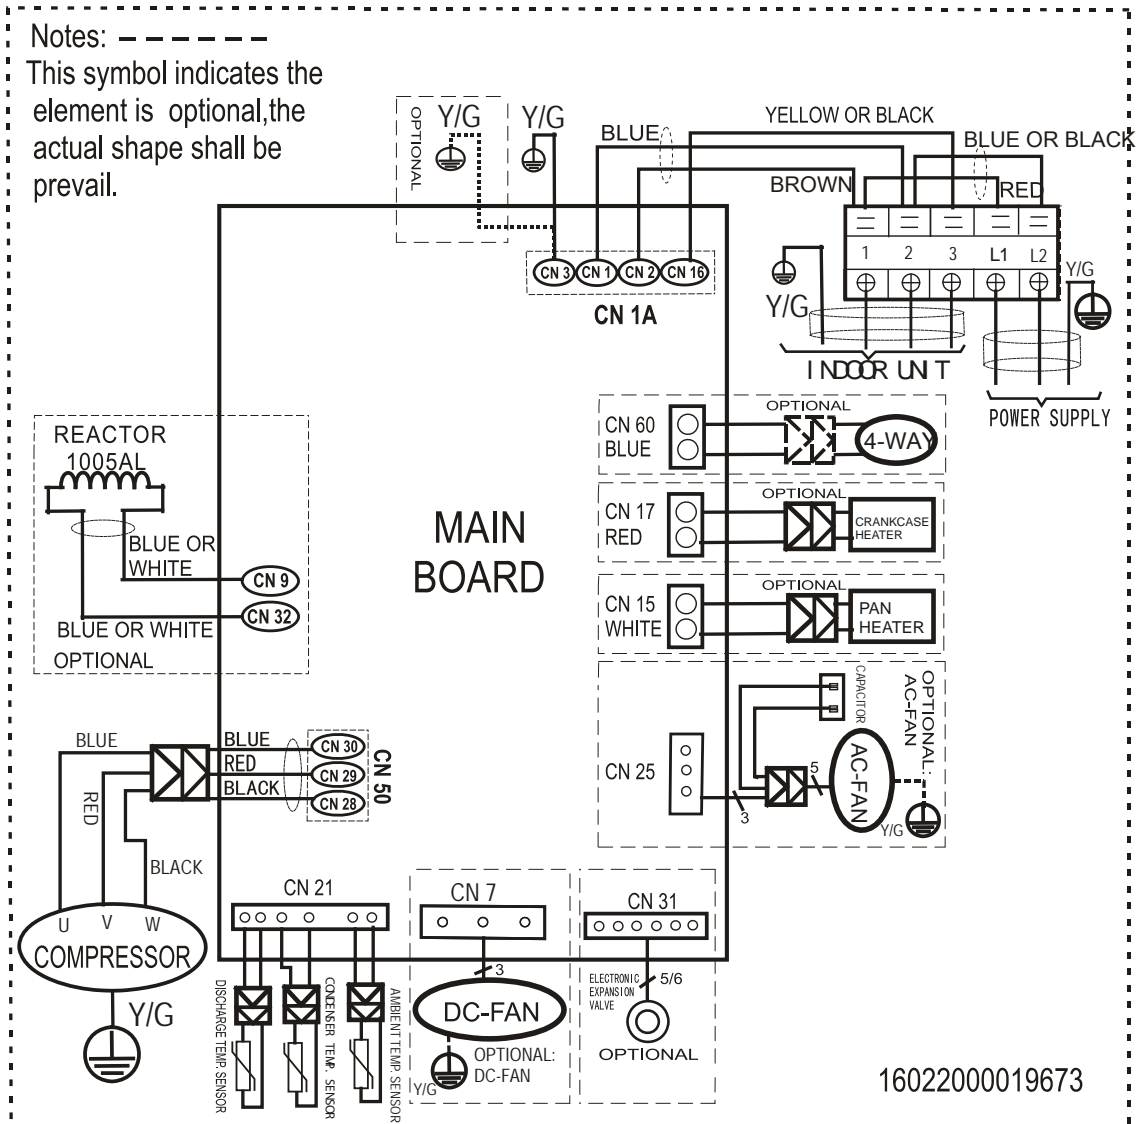 Notes:
This symbol indicates the
element is optional,the
actual shape shall be
prevail.
OPTIONAL
Y/G
Y/G
BLUE
YELLOW OR BLACK
BLUE OR BLACK
BROWN
RED
1 2 3 L1 L2
Y/G
Y/G
INDOOR UNIT
POWER SUPPLY
CN 3 CN 1 CN 2 CN 16
CN 1A
REACTOR
1005AL
BLUE OR
WHITE
CN 9
CN 32
BLUE OR WHITE
OPTIONAL
MAIN
BOARD
CN 60
BLUE
OPTIONAL
4-WAY
CN 17
RED
OPTIONAL
CRANKCASE
HEATER
CN 15
WHITE
OPTIONAL
PAN
HEATER
CN 25
3
5
CAPACITOR
AC-FAN
OPTIONAL:
AC-FAN
Y/G
BLUE
RED
BLACK
BLUE
RED
BLACK
CN 30
CN 29
CN 28
CN 50
U V W
COMPRESSOR
Y/G
CN 21
DISCHARGE TEMP. SENSOR
CONDENSER TEMP. SENSOR
AMBIENT TEMP. SENSOR
CN 7
3
DC-FAN
Y/G
OPTIONAL:
DC-FAN
CN 31
ELECTRONIC
EXPANSION
VALVE
5/6
OPTIONAL
16022000019673